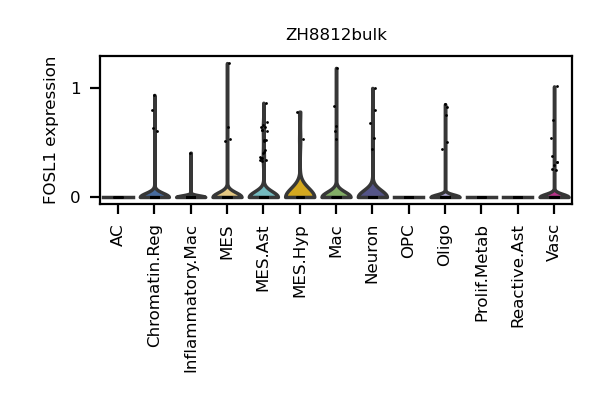 ZH8812bulk
FOSL1 expression
1
0
AC
Chromatin.Reg
Inflammatory.Mac
MES
MES.Ast
MES.Hyp
Mac
Neuron
OPC
Oligo
Prolif.Metab
Reactive.Ast
Vasc